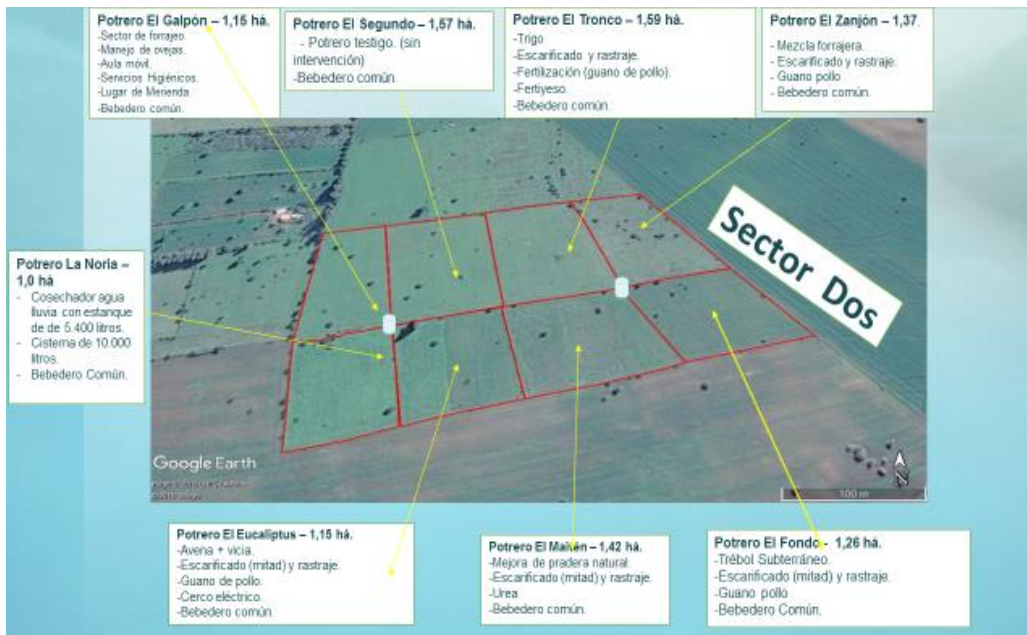 Potrero El Galpón – 1,15 há.
-Sector de forrajeo.
-Manejo de ovejas.
-Aula móvil.
-Servicios Higiénicos.
-Lugar de Merienda
-Bebedero común.
Potrero El Segundo – 1,57 há.
- Potrero testigo. (sin
intervención)
-Bebedero común.
Potrero El Tronco – 1,59 há.
-Trigo
-Escarificado y rastraje.
-Fertilización (guano de pollo).
-Fertiyeso.
-Bebedero común.
Potrero El Zanjón – 1,37.
- Mezcla forrajera.
- Escarificado y rastraje.
- Guano pollo
- Bebedero común.
Sector Dos
Potrero La Noria –
1,0 há
- Cosechador agua
lluvia con estanque
de de 5.400 litros.
- Cisterna de 10.000
litros.
- Bebedero Común.
Google Earth
N
100 m
Potrero El Eucaliptus – 1,15 há.
-Avena + vicia.
-Escarificado (mitad) y rastraje.
-Guano de pollo.
-Cerco eléctrico.
-Bebedero común.
Potrero El Maitén – 1,42 há.
-Mejora de pradera natural.
-Escarificado (mitad) y rastraje.
-Urea
-Bebedero común.
Potrero El Fondo - 1,26 há.
-Trébol Subterráneo.
-Escarificado (mitad) y rastraje.
-Guano pollo
-Bebedero Común.